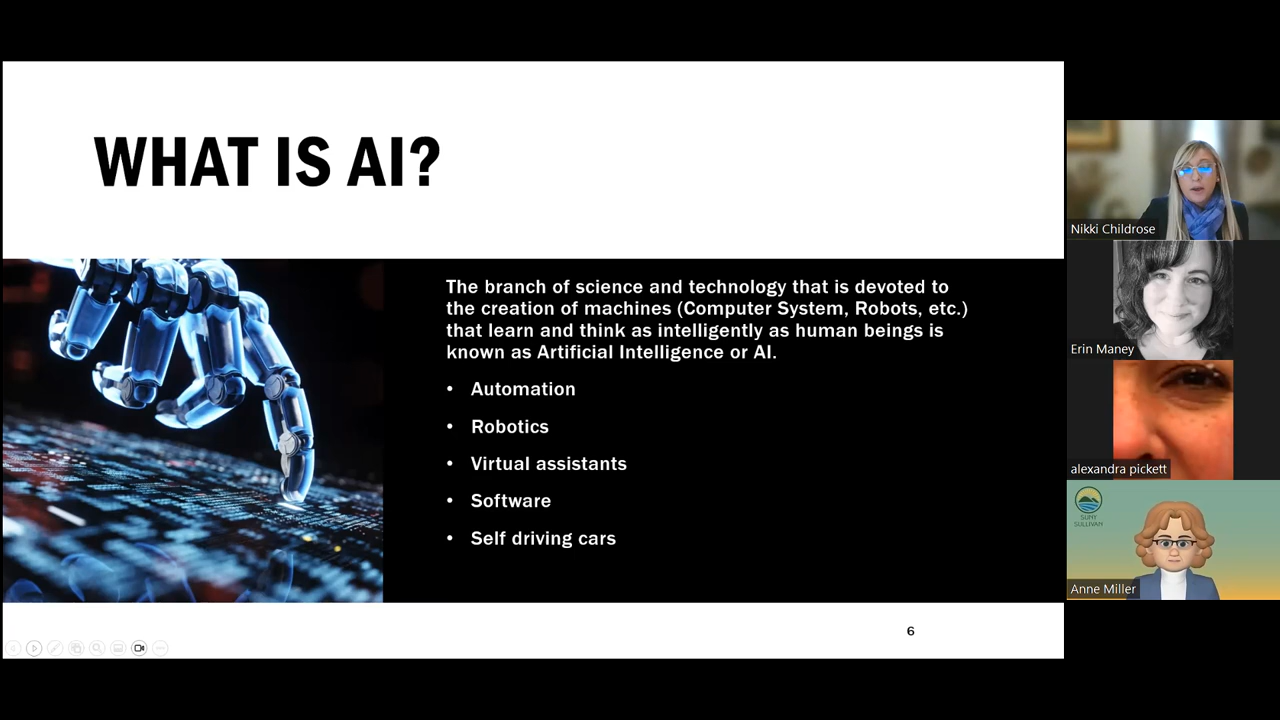 WHAT IS AI?
The branch of science and technology that is devoted to
the creation of machines (Computer System, Robots, etc.)
that learn and think as intelligently as human beings is
known as Artificial Intelligence or AI.
• Automation
• Robotics
• Virtual assistants
• Software
• Self driving cars
6
Nikki Childrose
Erin Maney
alexandra pickett
SUNY
SULLIVAN
Anne Miller